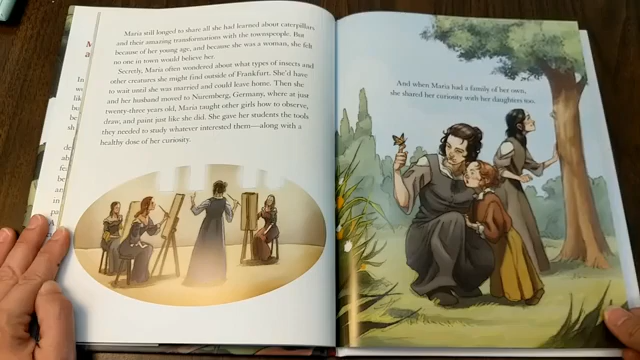 Maria still longed to share all she had learned about caterpillars
and their amazing transformations with the townspeople. But
because of her young age, and because she was a woman, she felt
no one in town would believe her.
Secretly, Maria often wondered about what types of insects and
other creatures she might find outside of Frankfurt. She'd have
to wait until she was married and could leave home. Then she
and her husband moved to Nuremberg, Germany, where at just
twenty-three years old, Maria taught other girls how to observe,
draw, and paint just like she did. She gave her students the tools
they needed to study whatever interested them—along with a
healthy dose of her curiosity.
And when Maria had a family of her own,
she shared her curiosity with her daughters too.